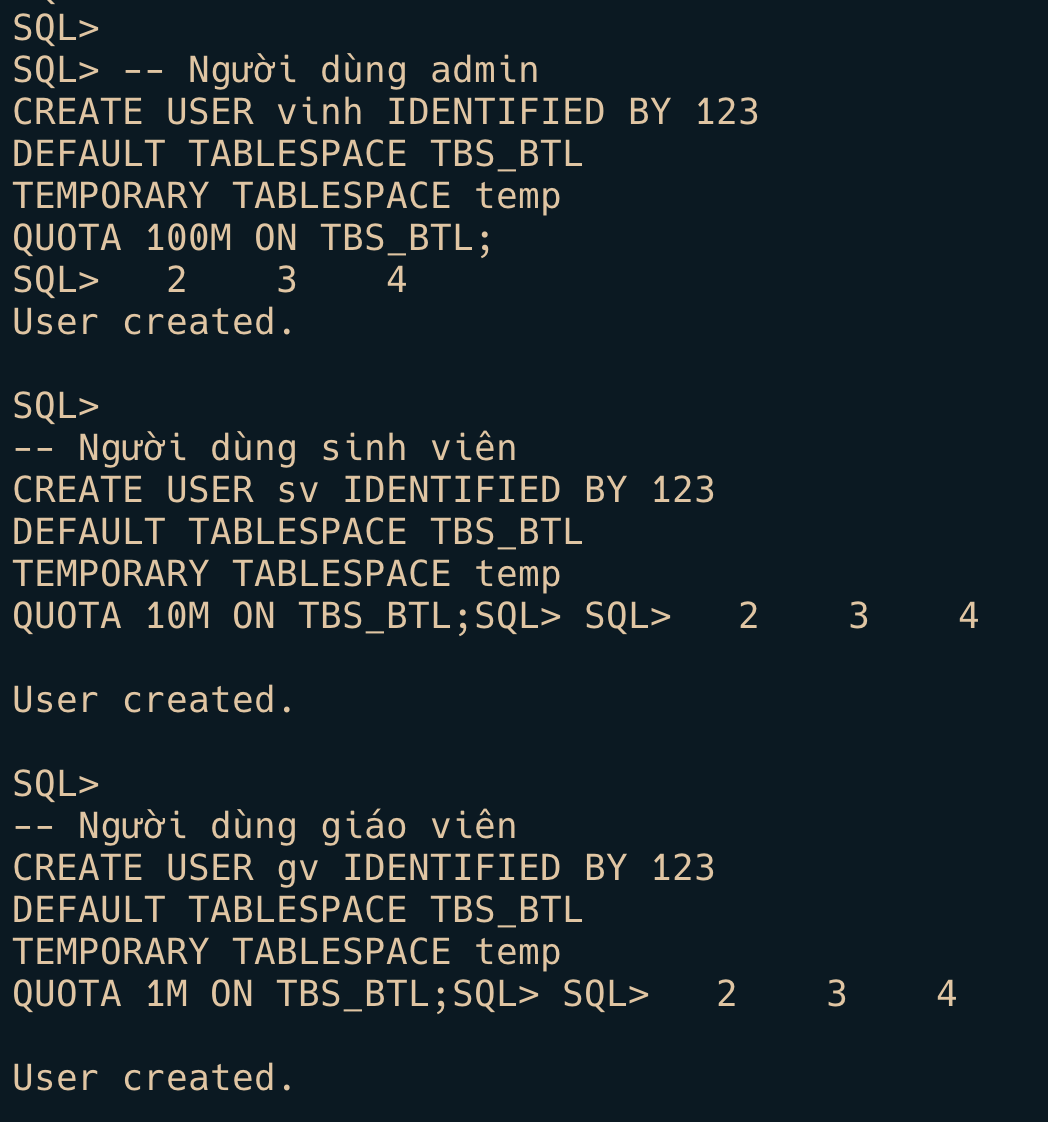 SQL>
SQL> -- Người dùng admin
CREATE USER vinh IDENTIFIED BY 123
DEFAULT TABLESPACE TBS_BTL
TEMPORARY TABLESPACE temp
QUOTA 100M ON TBS_BTL;
SQL>   2    3    4
User created.

SQL>
-- Người dùng sinh viên
CREATE USER sv IDENTIFIED BY 123
DEFAULT TABLESPACE TBS_BTL
TEMPORARY TABLESPACE temp
QUOTA 10M ON TBS_BTL;SQL> SQL>   2    3    4

User created.

SQL>
-- Người dùng giáo viên
CREATE USER gv IDENTIFIED BY 123
DEFAULT TABLESPACE TBS_BTL
TEMPORARY TABLESPACE temp
QUOTA 1M ON TBS_BTL;SQL> SQL>   2    3    4

User created.